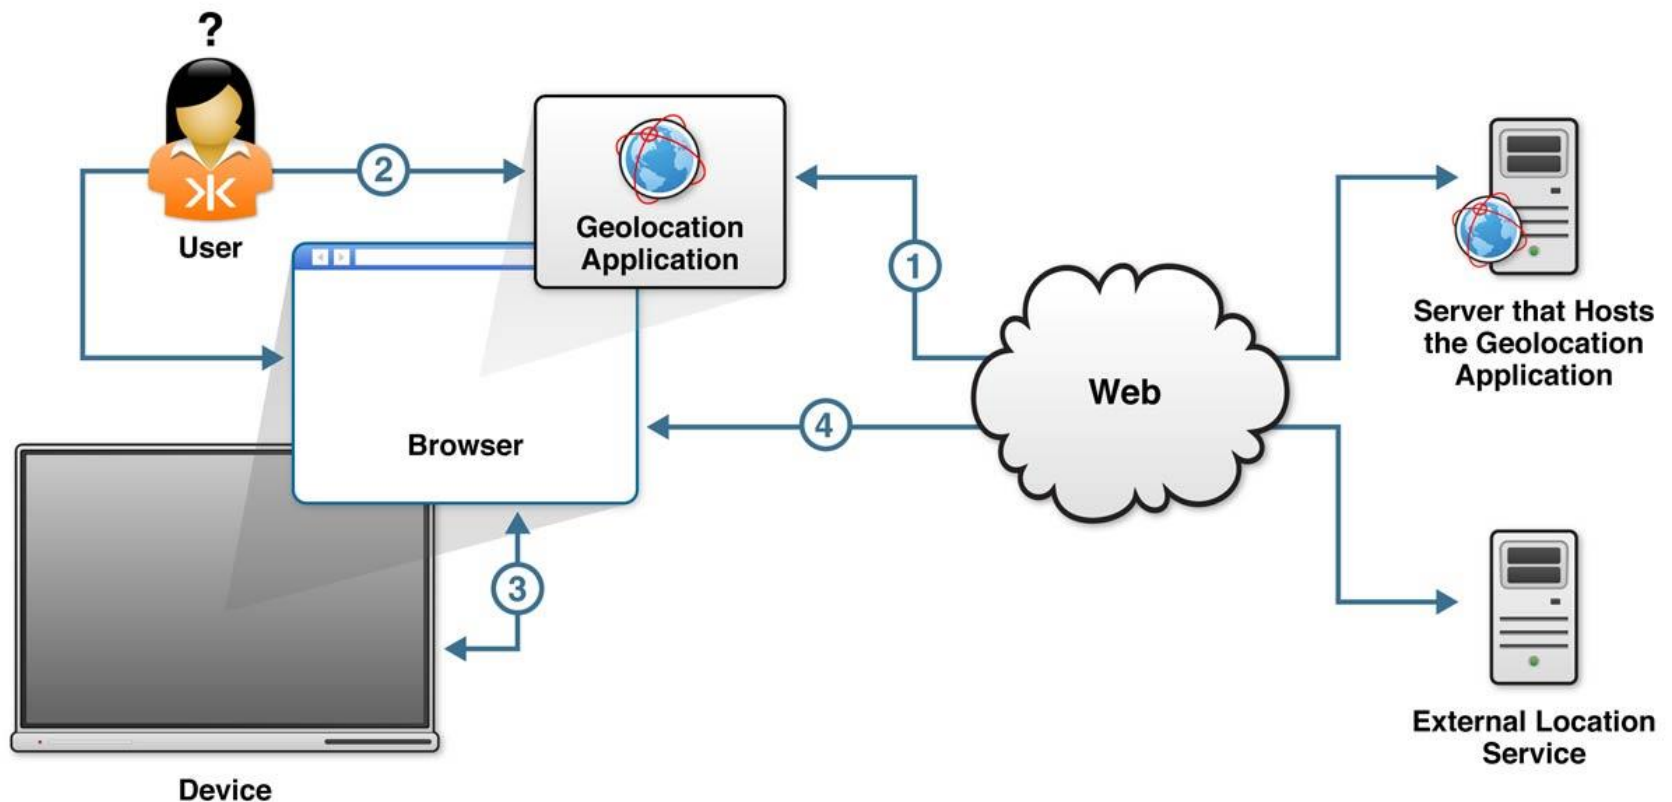 ?
User
2
Geolocation
Application
1
Server that Hosts
the Geolocation
Application
Web
4
Browser
3
External Location
Service
Device